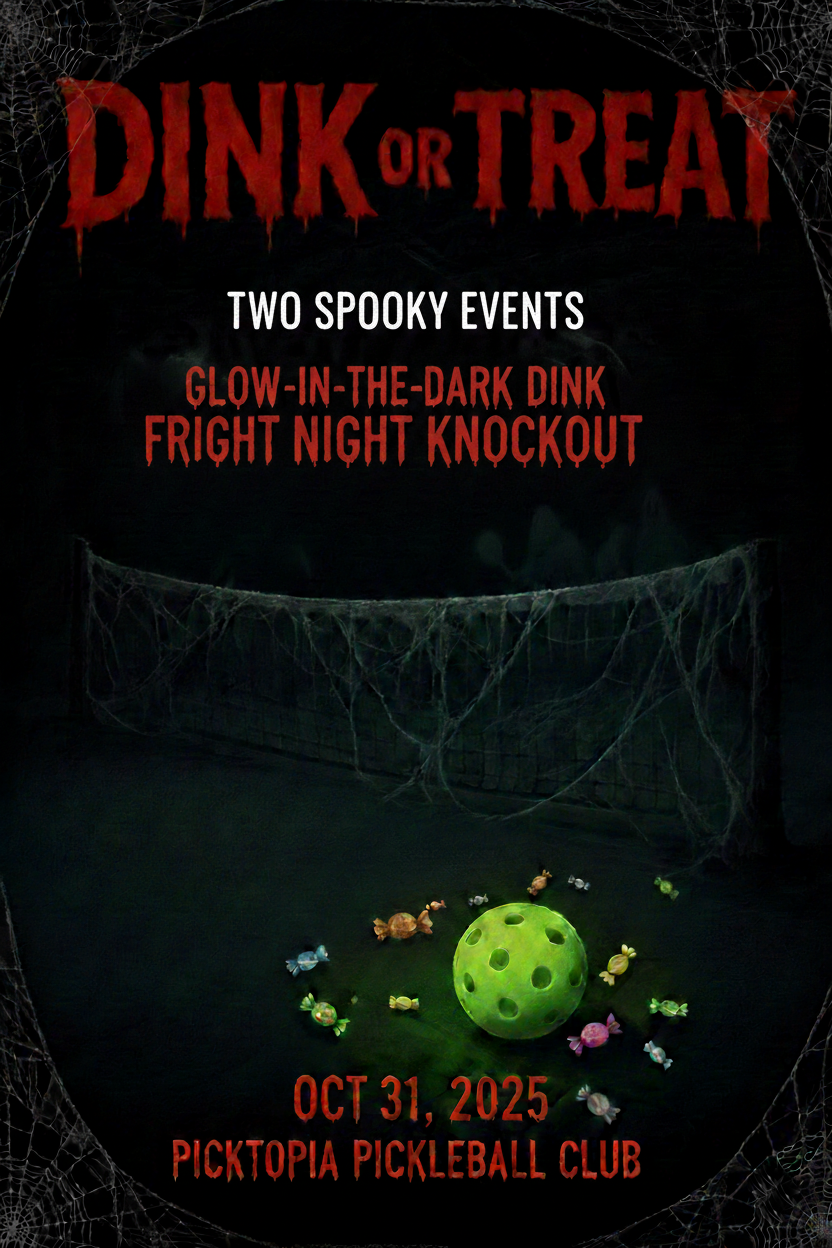 DINK OR TREAT
TWO SPOOKY EVENTS
GLOW-IN-THE-DARK DINK
FRIGHT NIGHT KNOCKOUT
OCT 31, 2025
PICKTOPIA PICKLEBALL CLUB